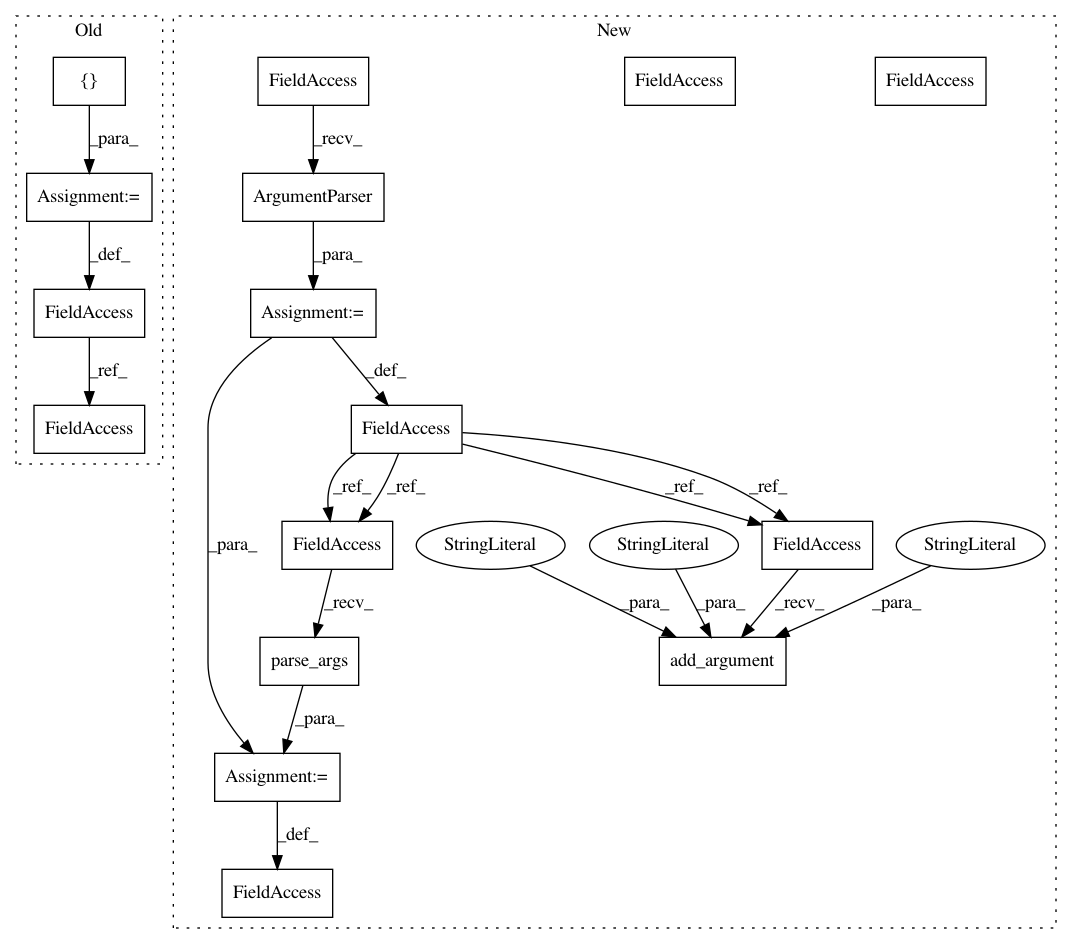 Old
New
{}
FieldAccess
FieldAccess
FieldAccess
_para_
_recv_
Assignment:=
ArgumentParser
_def_
_para_
FieldAccess
Assignment:=
_ref_
_def_
FieldAccess
FieldAccess
_ref_
_ref_
_ref_
_ref_
_para_
FieldAccess
StringLiteral
StringLiteral
FieldAccess
StringLiteral
_recv_
_para_
_para_
_recv_
_para_
parse_args
add_argument
_para_
Assignment:=
_def_
FieldAccess